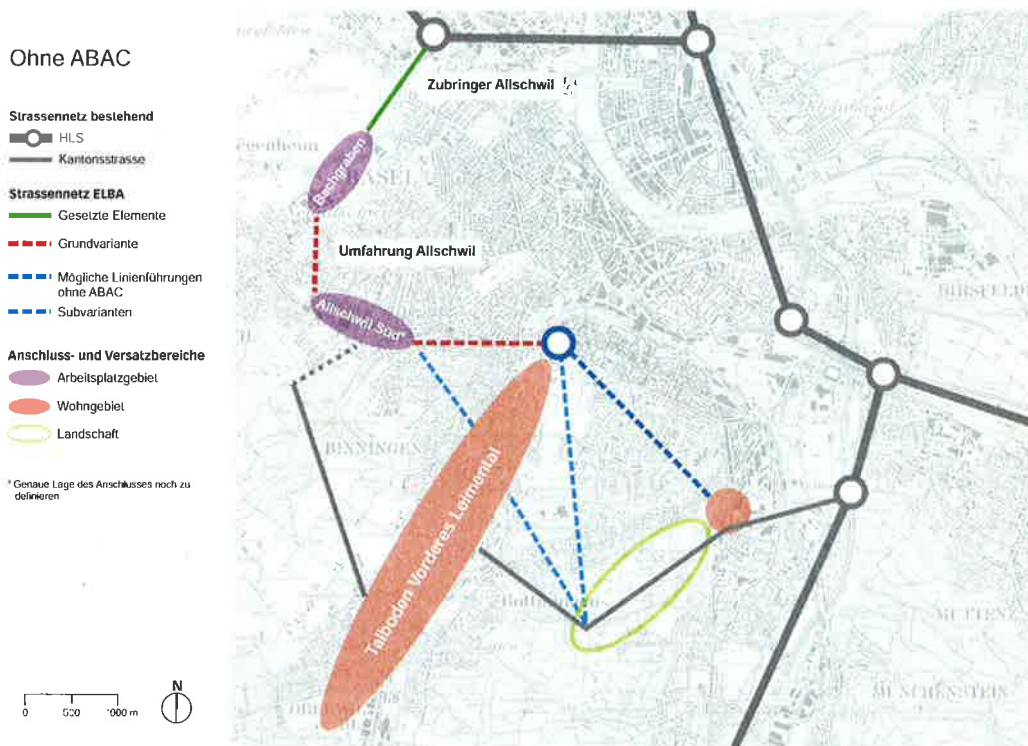 Ohne ABAC
Strassennetz bestehend
HLS
Kantonsstrasse
Strassennetz ELBA
Gesetzte Elemente
Grundvariante
Mögliche Linienführungen
ohne ABAC
Subvarianten
Anschluss- und Versatzbereiche
Arbeitsplatzgebiet
Wohngebiet
Landschaft
* Genaue Lage des Anschlusses noch zu
definieren
0 500 1000 m
N
Zubringer Allschwil
Bachgraben
BASEL
Umfahrung Allschwil
Allschwil Süd*
BIRSFELDEN
BINNINGEN
Talboden Vorderes Leimental
MUTTENZ
MÜNCHENSTEIN